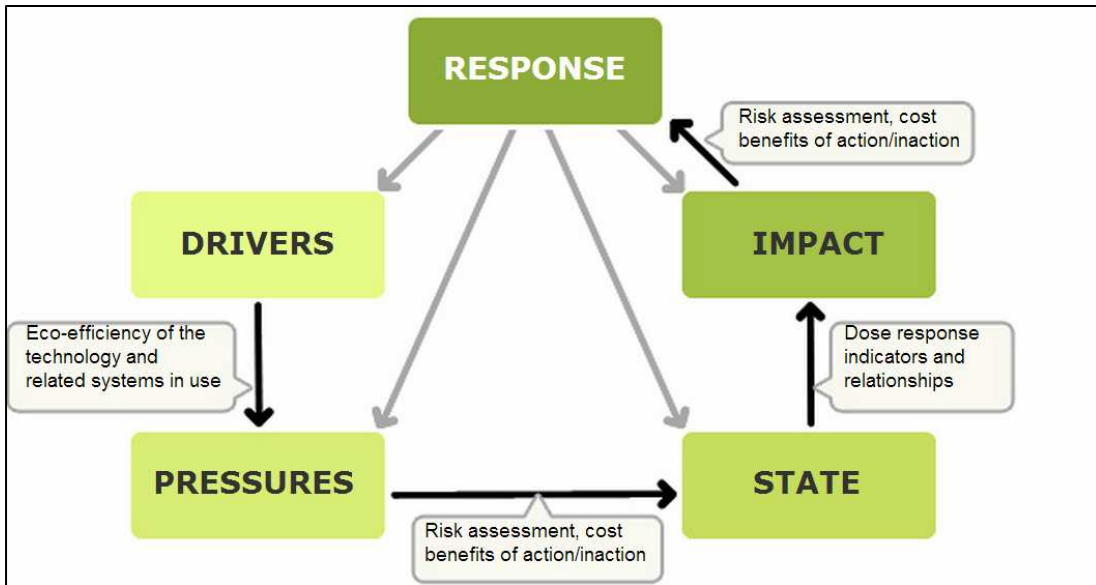 RESPONSE
Risk assessment, cost
benefits of action/inaction
DRIVERS
IMPACT
Eco-efficiency of the
technology and
related systems in use
Dose response
indicators and
relationships
PRESSURES
STATE
Risk assessment, cost
benefits of action/inaction